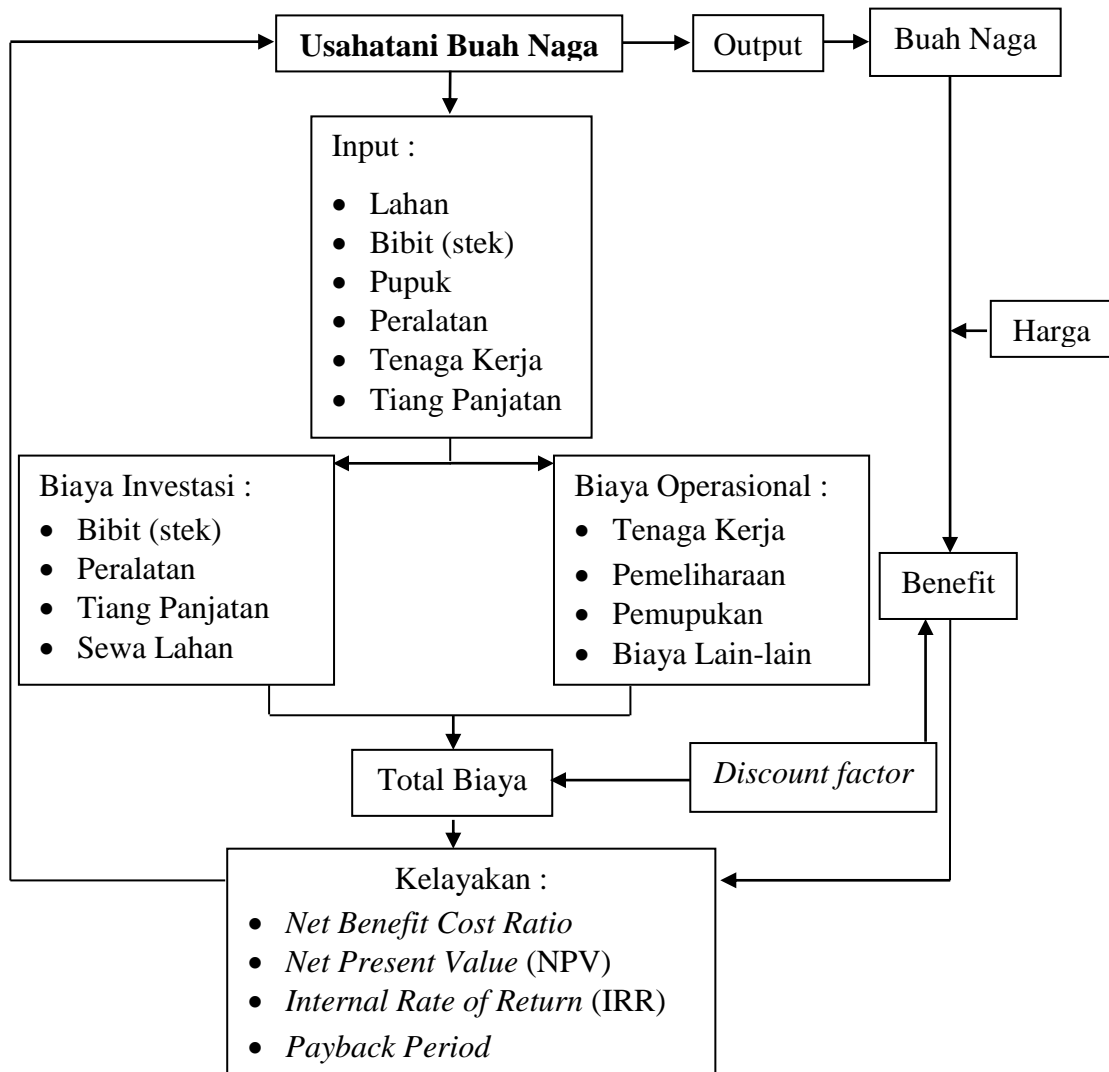 Usahatani Buah Naga
Output
Buah Naga
Input :
• Lahan
• Bibit (stek)
• Pupuk
• Peralatan
• Tenaga Kerja
• Tiang Panjatan
Harga
Biaya Investasi :
• Bibit (stek)
• Peralatan
• Tiang Panjatan
• Sewa Lahan
Biaya Operasional :
• Tenaga Kerja
• Pemeliharaan
• Pemupukan
• Biaya Lain-lain
Benefit
Total Biaya
Discount factor
Kelayakan :
• Net Benefit Cost Ratio
• Net Present Value (NPV)
• Internal Rate of Return (IRR)
• Payback Period